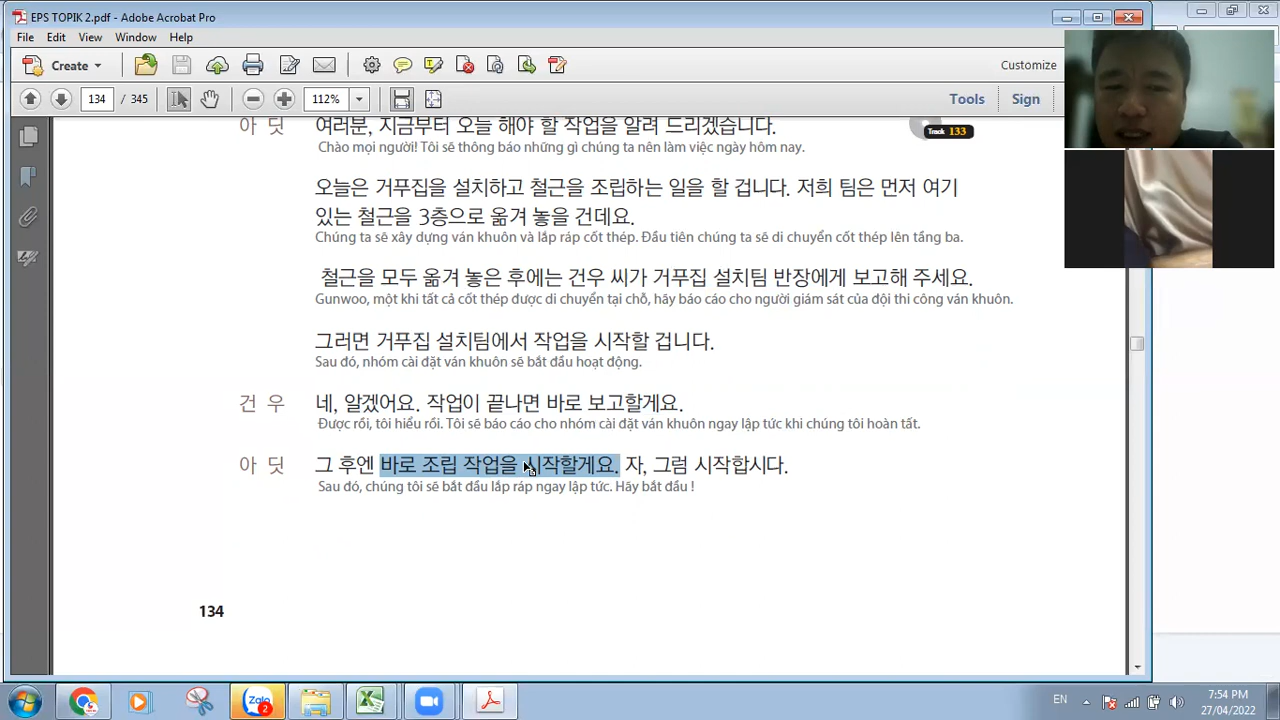 EPS TOPIK 2.pdf - Adobe Acrobat Pro
File Edit View Window Help
Create
Customize
134 / 345
112%
Tools Sign
아 딧 여러분, 지금부터 오늘 해야 할 작업을 알려 드리겠습니다.
Track 133
Chào mọi người! Tôi sẽ thông báo những gì chúng ta nên làm việc ngày hôm nay.
오늘은 거푸집을 설치하고 철근을 조립하는 일을 할 겁니다. 저희 팀은 먼저 여기
있는 철근을 3층으로 옮겨 놓을 건데요.
Chúng ta sẽ xây dựng ván khuôn và lắp ráp cốt thép. Đầu tiên chúng ta sẽ di chuyển cốt thép lên tầng ba.
철근을 모두 옮겨 놓은 후에는 건우 씨가 거푸집 설치팀 반장에게 보고해 주세요.
Gunwoo, một khi tất cả cốt thép được di chuyển tại chỗ, hãy báo cáo cho người giám sát của đội thi công ván khuôn.
그러면 거푸집 설치팀에서 작업을 시작할 겁니다.
Sau đó, nhóm cài đặt ván khuôn sẽ bắt đầu hoạt động.
건 우 네, 알겠어요. 작업이 끝나면 바로 보고할게요.
Được rồi, tôi hiểu rồi. Tôi sẽ báo cáo cho nhóm cài đặt ván khuôn ngay lập tức khi chúng tôi hoàn tất.
아 딧 그 후엔 바로 조립 작업을 시작할게요. 자, 그럼 시작합시다.
Sau đó, chúng tôi sẽ bắt đầu lắp ráp ngay lập tức. Hãy bắt đầu !
134
Zalo
2
EN
7:54 PM
27/04/2022